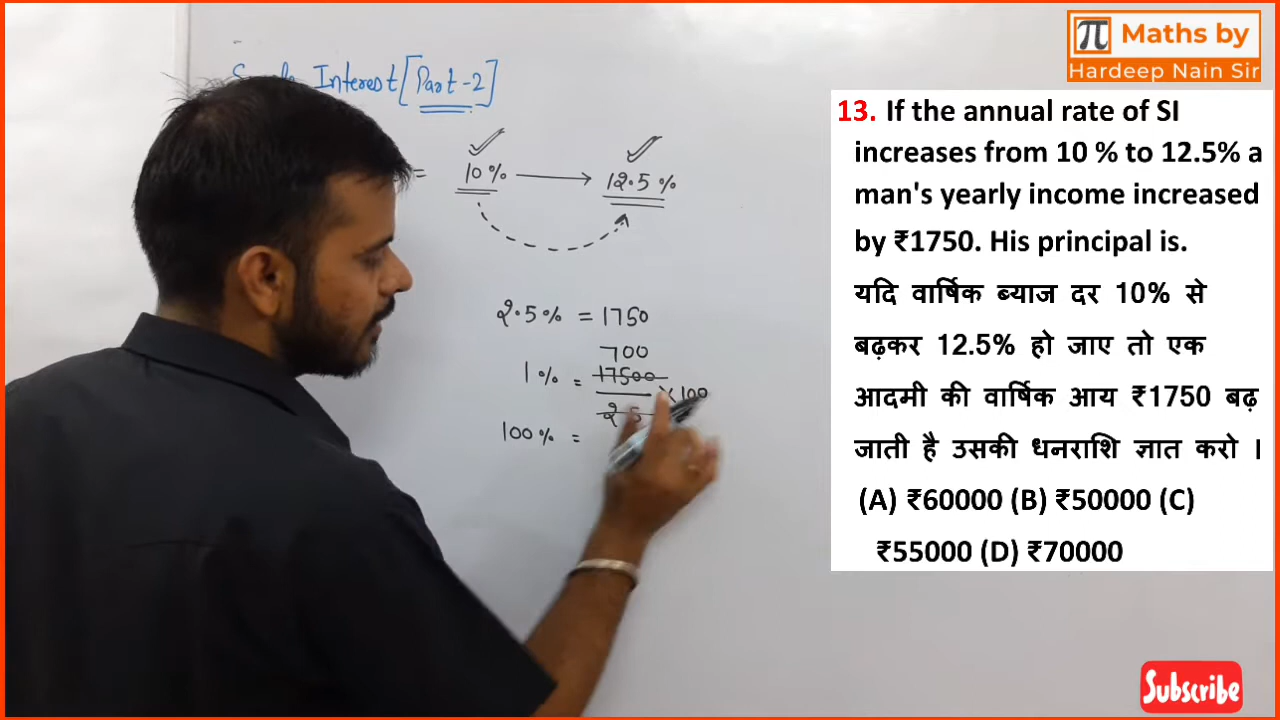 Maths by
Hardeep Nain Sir
Interest [Part-2]
= 10% → 12.5%
2.5% = 1750
700
1% = 17500 × 100
25
100% =
13. If the annual rate of SI
increases from 10 % to 12.5% a
man's yearly income increased
by ₹1750. His principal is.
यदि वार्षिक ब्याज दर 10% से
बढ़कर 12.5% हो जाए तो एक
आदमी की वार्षिक आय ₹1750 बढ़
जाती है उसकी धनराशि ज्ञात करो ।
(A) ₹60000 (B) ₹50000 (C)
₹55000 (D) ₹70000
Subscribe